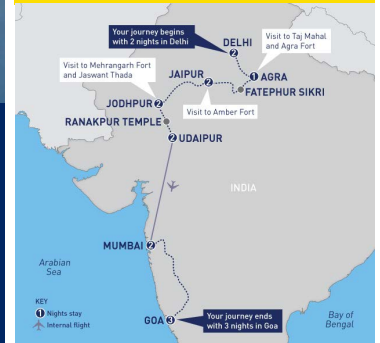 Your journey begins
with 2 nights in Delhi
DELHI
2
Visit to Taj Mahal
and Agra Fort
Visit to Mehrangarh Fort
and Jaswant Thada
JAIPUR
2
1 AGRA
FATEPHUR SIKRI
JODHPUR 2
Visit to Amber Fort
RANAKPUR TEMPLE
2 UDAIPUR
INDIA
MUMBAI 2
Arabian
Sea
KEY
1 Nights stay
Internal flight
GOA 3
Your journey ends
with 3 nights in Goa
Bay of
Bengal